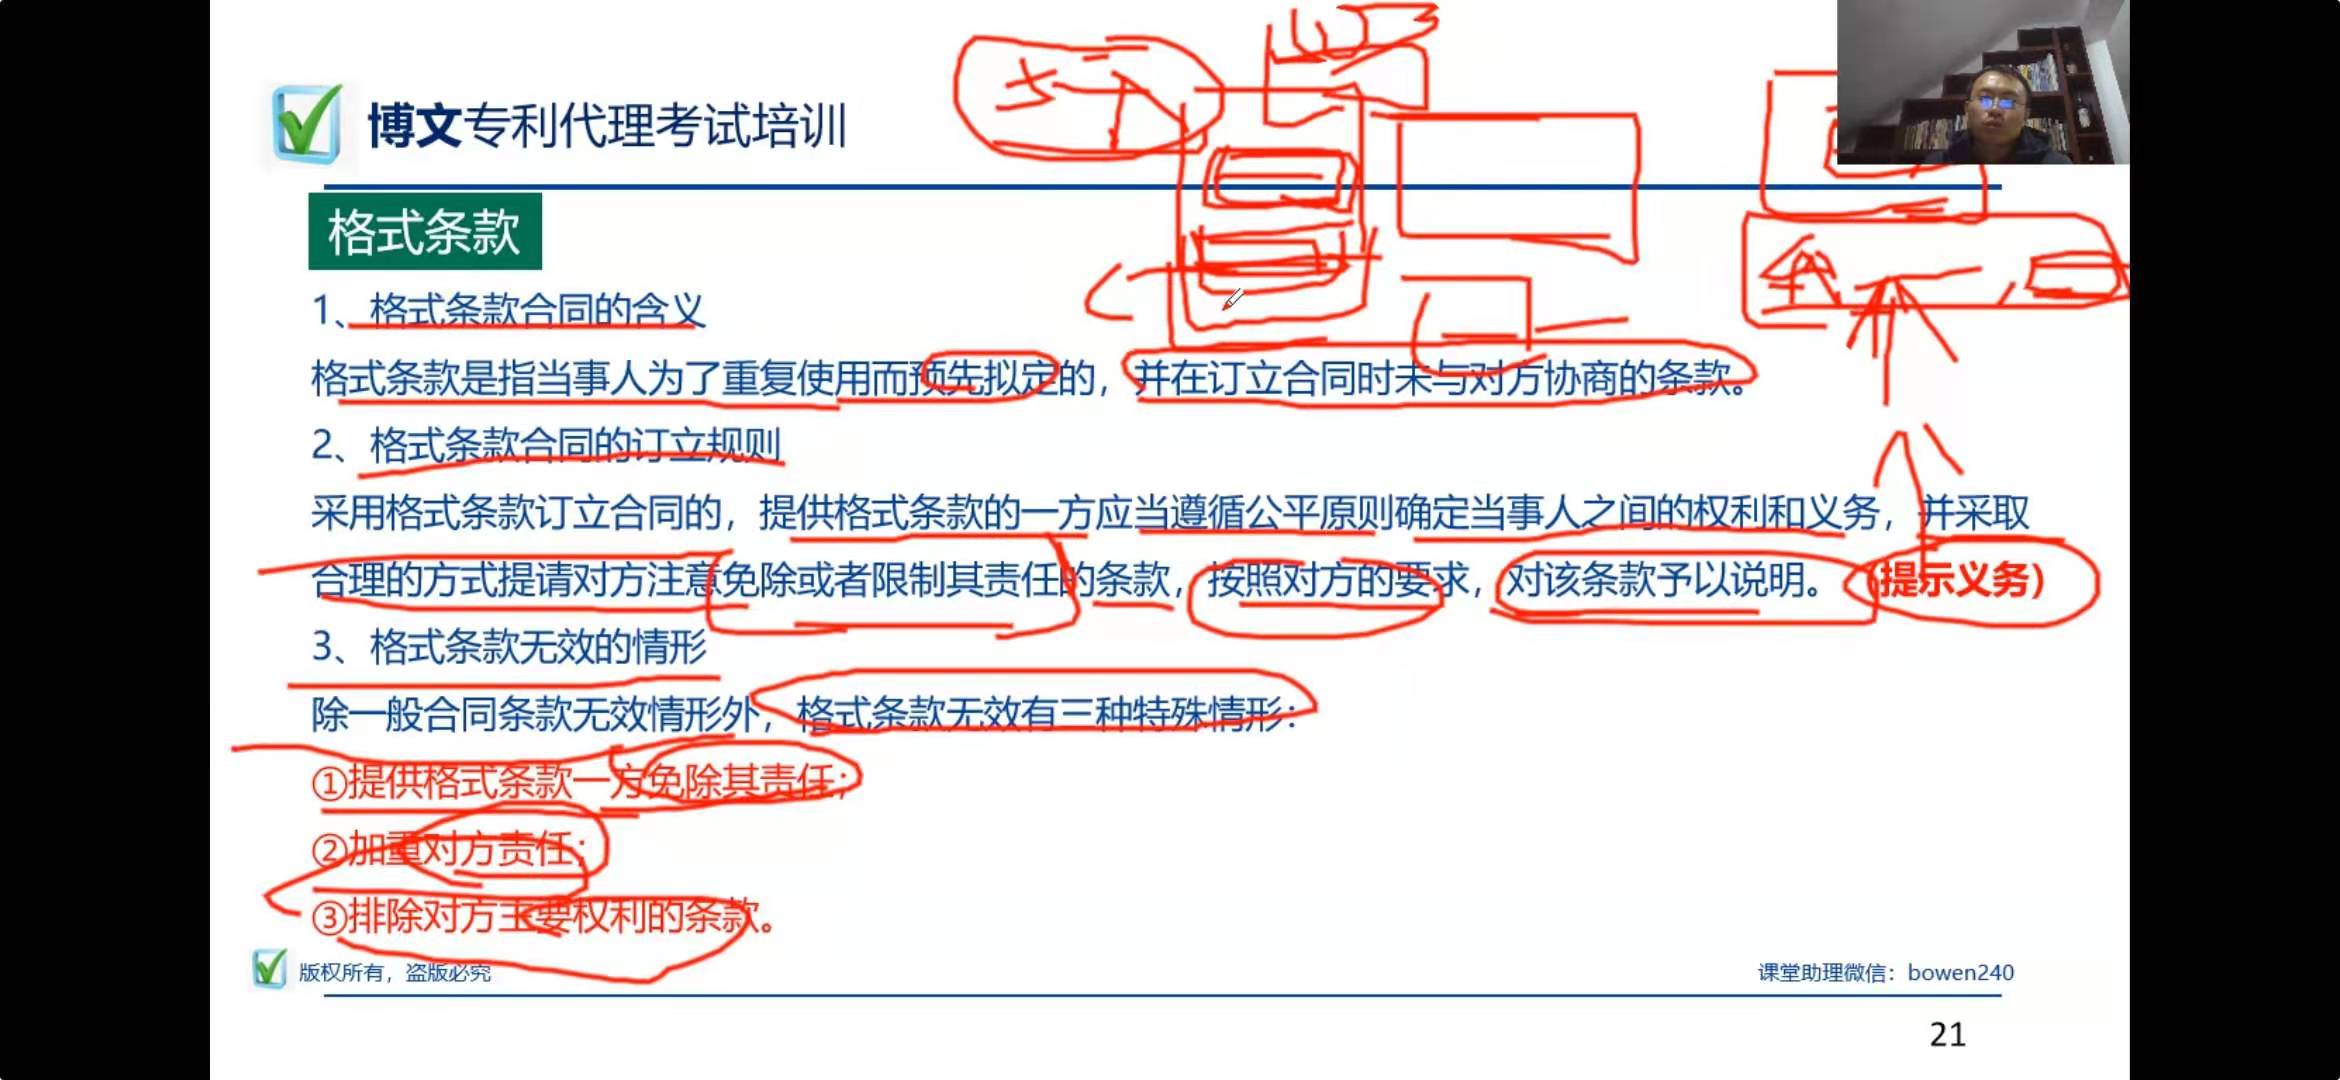 博文专利代理考试培训
格式条款
1、格式条款合同的含义
格式条款是指当事人为了重复使用而预先拟定的，并在订立合同时未与对方协商的条款。
2、格式条款合同的订立规则
采用格式条款订立合同的，提供格式条款的一方应当遵循公平原则确定当事人之间的权利和义务，并采取
合理的方式提请对方注意免除或者限制其责任的条款，按照对方的要求，对该条款予以说明。（提示义务）
3、格式条款无效的情形
除一般合同条款无效情形外，格式条款无效有三种特殊情形：
①提供格式条款一方免除其责任；
②加重对方责任；
③排除对方主要权利的条款。
版权所有，盗版必究
课堂助理微信：bowen240
21